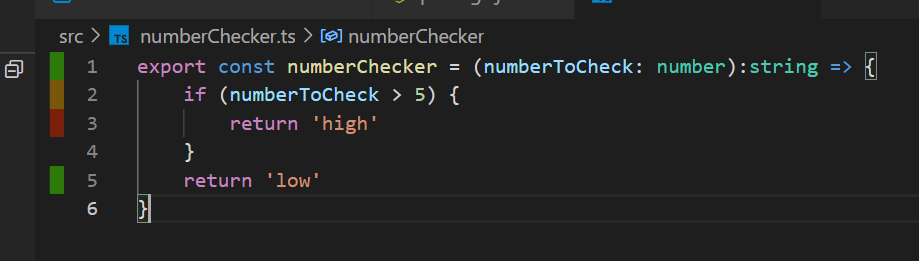 src > TS numberChecker.ts > numberChecker
1 export const numberChecker = (numberToCheck: number):string => {
2 if (numberToCheck > 5) {
3 return 'high'
4 }
5 return 'low'
6 }